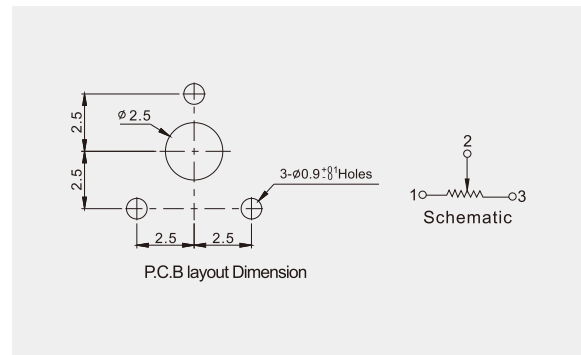 2.5
ø2.5
2.5
3-ø0.9 +0.1 -0 Holes
2.5 2.5
P.C.B layout Dimension
2
1 3
Schematic